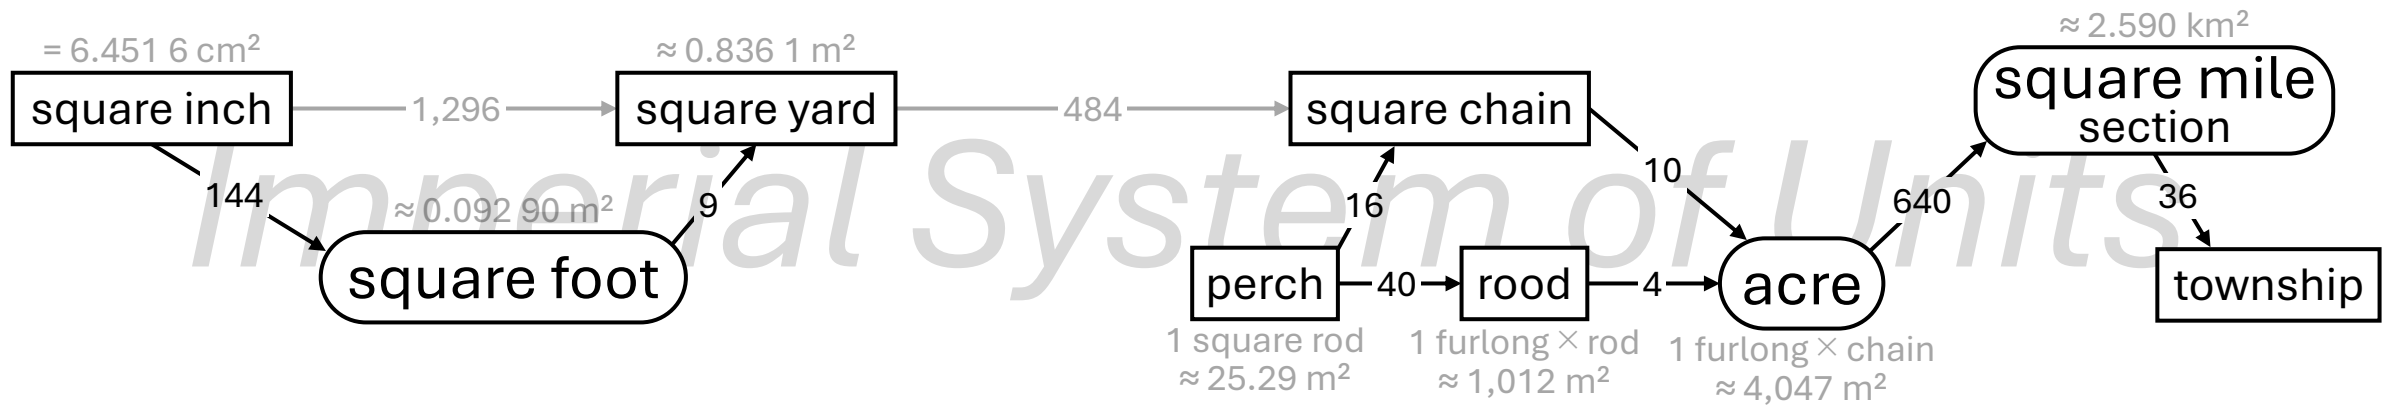 = 6.451 6 cm²
square inch
1,296
≈ 0.836 1 m²
square yard
484
square chain
≈ 2.590 km²
square mile
section
Imperial System of Units
144
≈ 0.092 90 m²
9
square foot
16
10
640
36
perch
40
rood
4
acre
township
1 square rod
≈ 25.29 m²
1 furlong × rod
≈ 1,012 m²
1 furlong × chain
≈ 4,047 m²